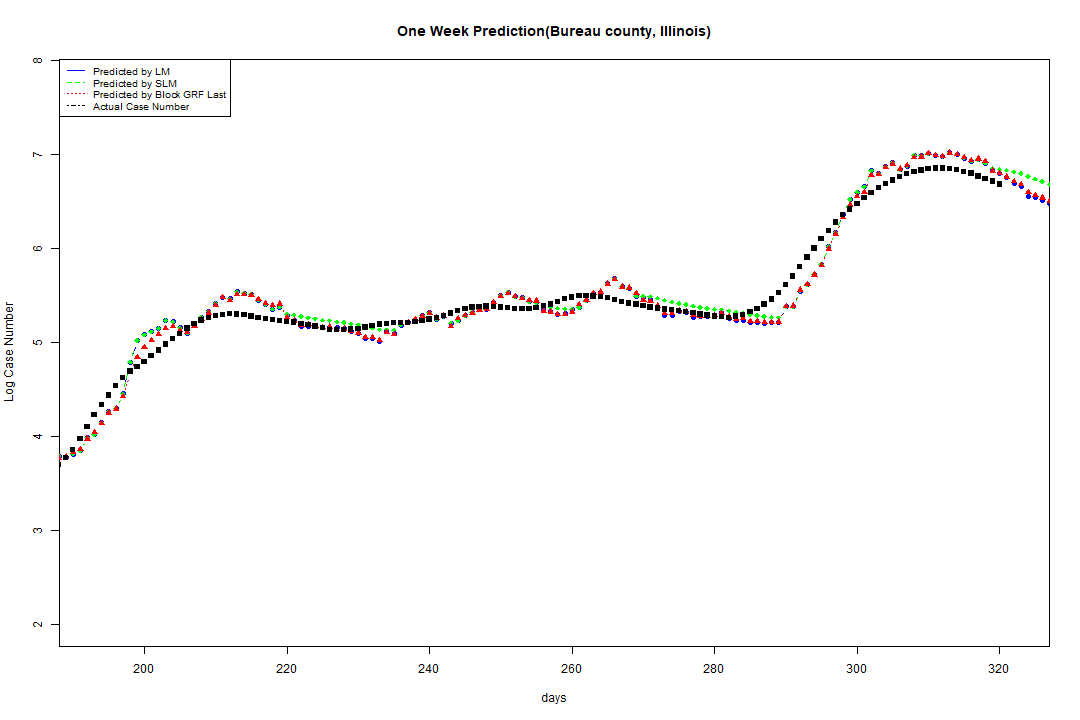 One Week Prediction(Bureau county, Illinois)
Predicted by LM
Predicted by SLM
Predicted by Block GRF Last
Actual Case Number
Log Case Number
8
7
6
5
4
3
2
200 220 240 260 280 300 320
days